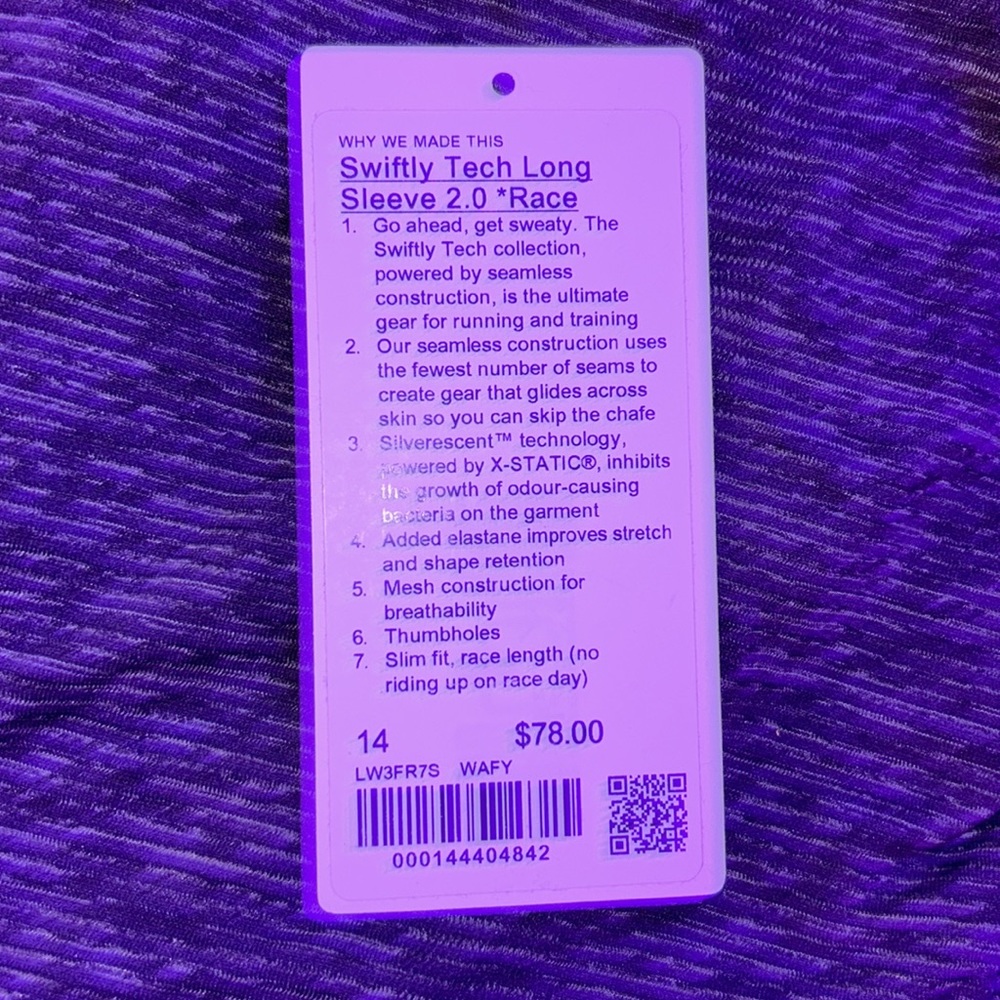 WHY WE MADE THIS
Swiftly Tech Long
Sleeve 2.0 *Race
1. Go ahead, get sweaty. The
Swiftly Tech collection,
powered by seamless
construction, is the ultimate
gear for running and training
2. Our seamless construction uses
the fewest number of seams to
create gear that glides across
skin so you can skip the chafe
3. Silverescent™ technology,
powered by X-STATIC®, inhibits
the growth of odour-causing
bacteria on the garment
4. Added elastane improves stretch
and shape retention
5. Mesh construction for
breathability
6. Thumbholes
7. Slim fit, race length (no
riding up on race day)
14 $78.00
LW3FR7S WAFY
000144404842